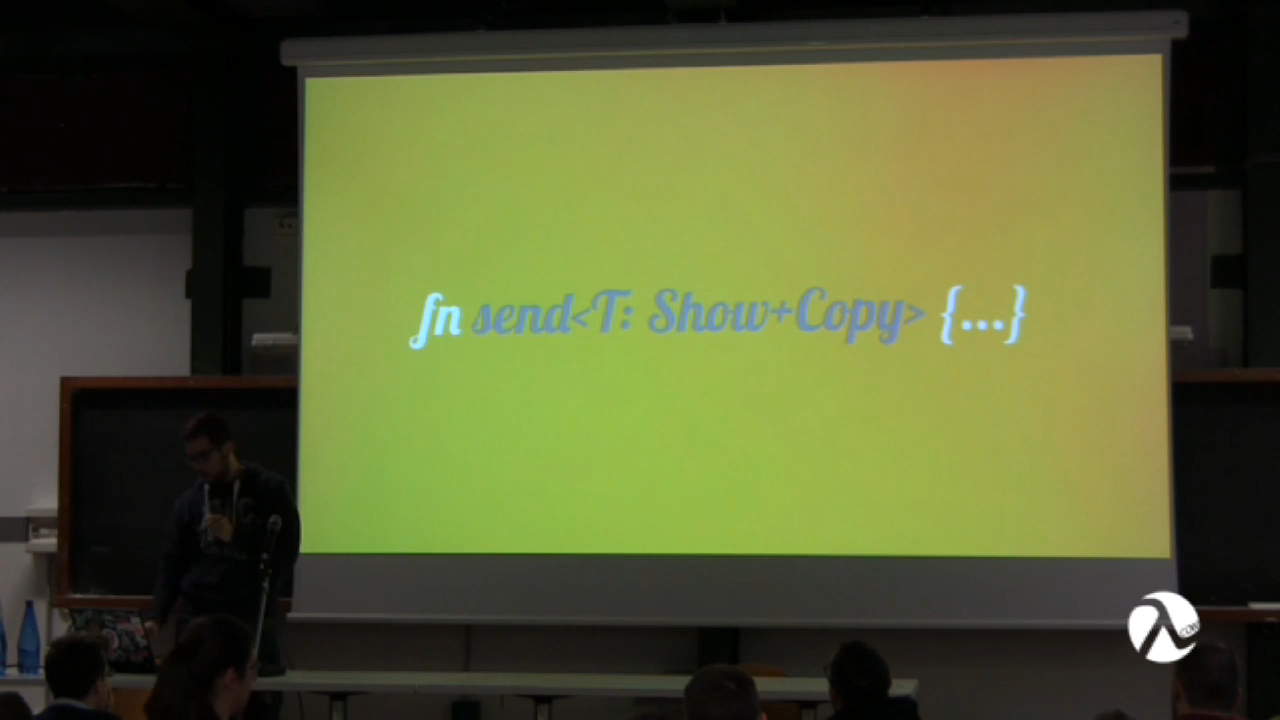 fn send<T: Show+Copy> {...}
λ